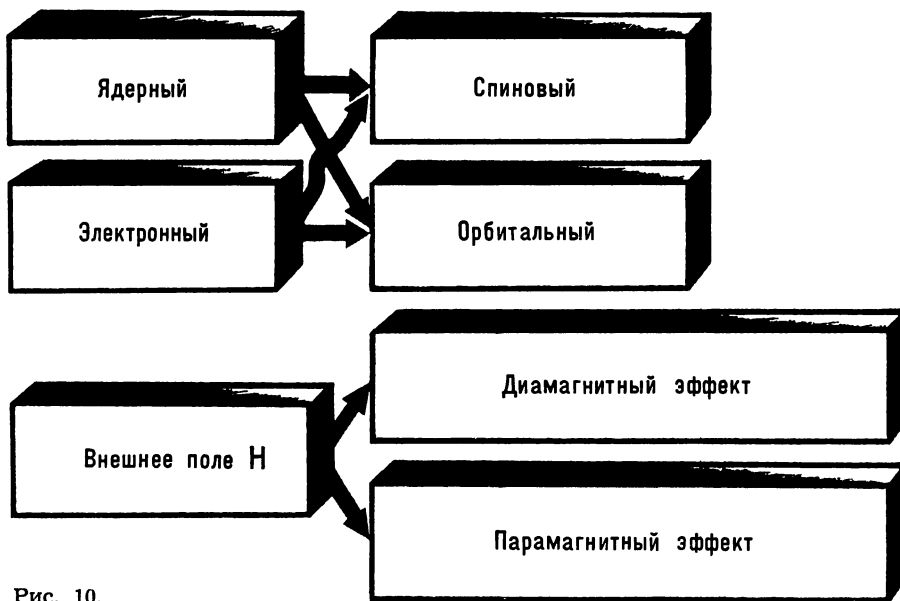 Ядерный
Спиновый
Электронный
Орбитальный
Диамагнитный эффект
Внешнее поле H
Парамагнитный эффект
Рис. 10.